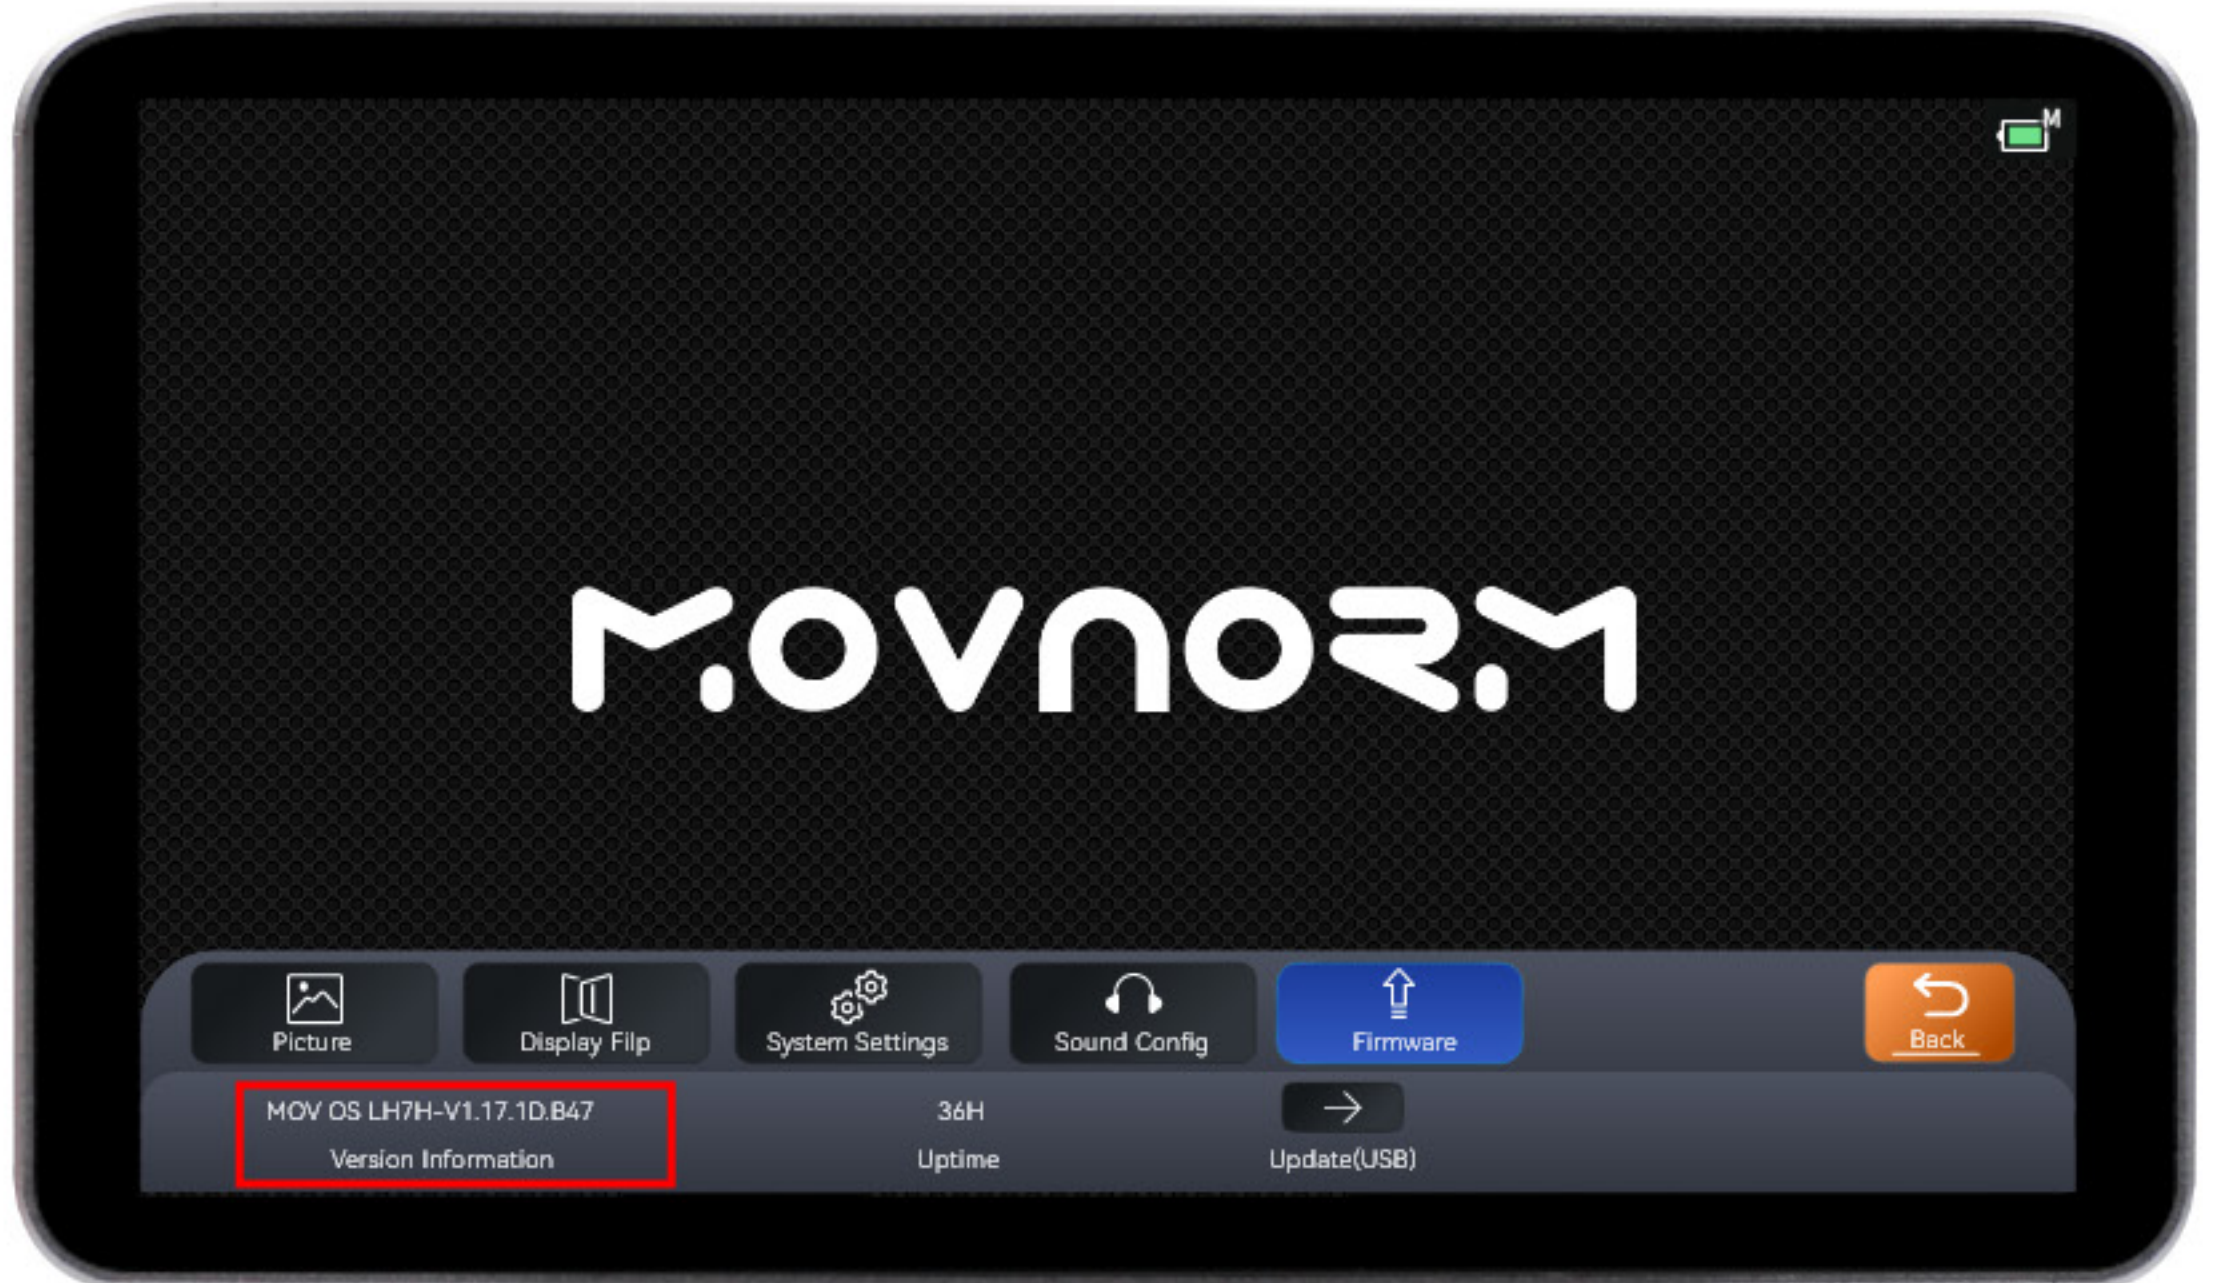 M
MOVNORM
Picture
Display Filp
System Settings
Sound Config
Firmware
Back
MOV OS LH7H-V1.17.1D.B47
36H
Version Information
Uptime
Update(USB)